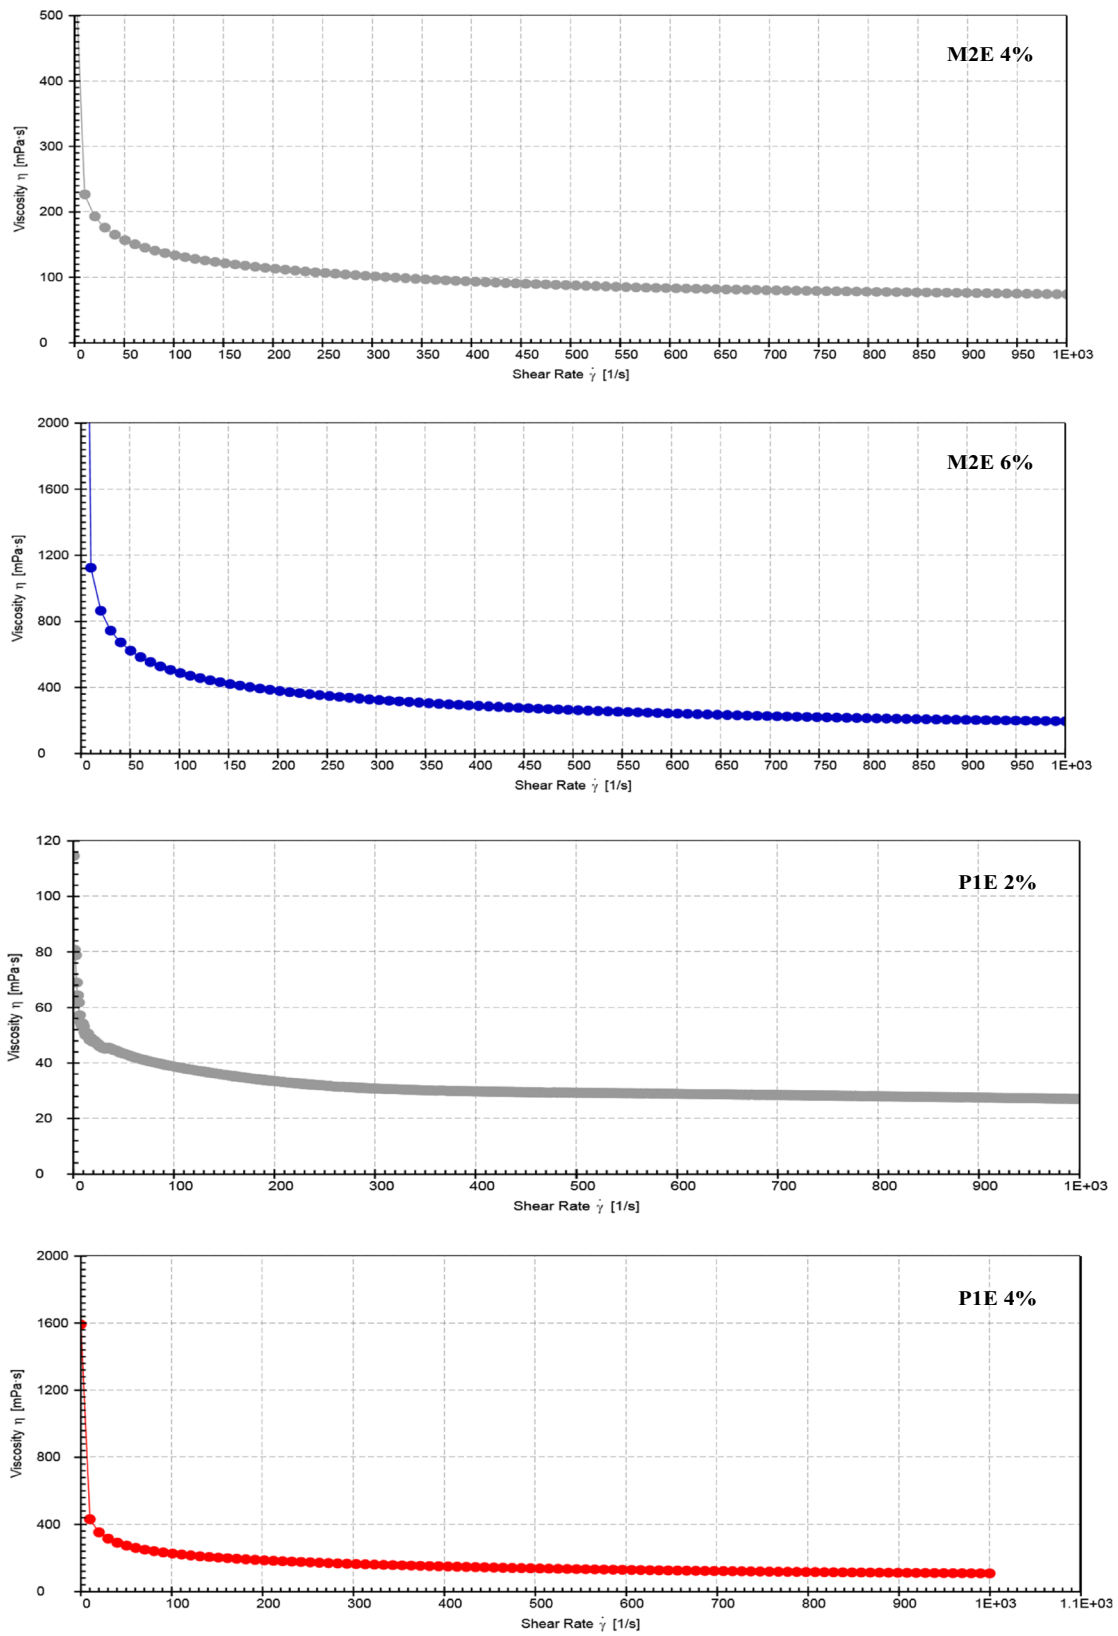 500
M2E 4%
400
300
200
100
0
Viscosity η [mPa·s]
0 50 100 150 200 250 300 350 400 450 500 550 600 650 700 750 800 850 900 950 1E+03
Shear Rate γ̇ [1/s]
2000
M2E 6%
1600
1200
800
400
0
Viscosity η [mPa·s]
0 50 100 150 200 250 300 350 400 450 500 550 600 650 700 750 800 850 900 950 1E+03
Shear Rate γ̇ [1/s]
120
P1E 2%
100
80
60
40
20
0
Viscosity η [mPa·s]
0 100 200 300 400 500 600 700 800 900 1E+03
Shear Rate γ̇ [1/s]
2000
P1E 4%
1600
1200
800
400
0
Viscosity η [mPa·s]
0 100 200 300 400 500 600 700 800 900 1E+03 1.1E+03
Shear Rate γ̇ [1/s]